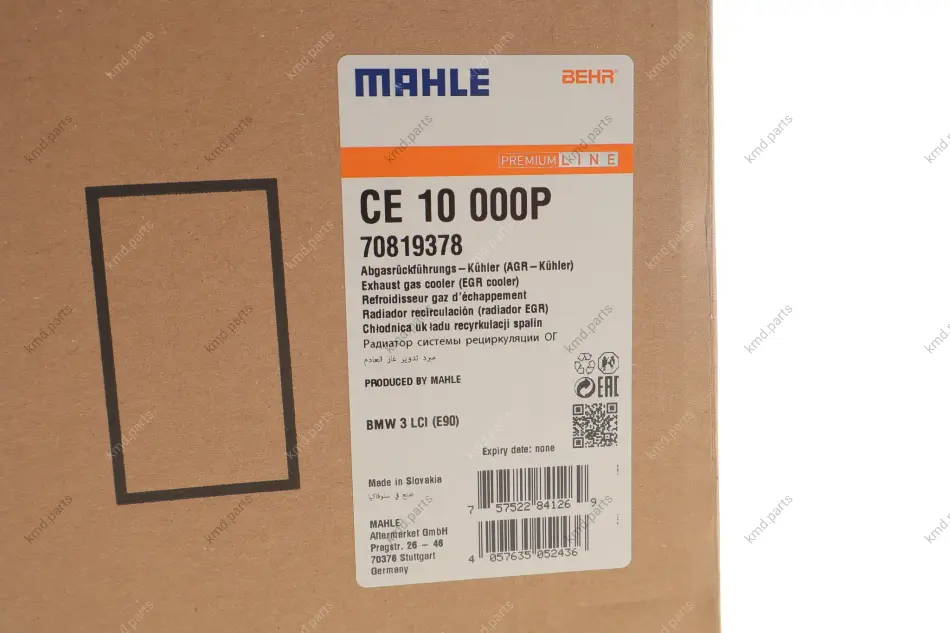 MAHLE
BEHR®
PREMIUM LINE
CE 10 000P
70819378
Abgasrückführungs – Kühler (AGR – Kühler)
Exhaust gas cooler (EGR cooler)
Refroidisseur gaz d'échappement
Radiador recirculación (radiador EGR)
Chłodnica układu recyrkulacji spalin
Радиатор системы рециркуляции ОГ
مبرد تدوير غاز العادم
PRODUCED BY MAHLE
EAC
BMW 3 LCI (E90)
Expiry date: none
Made in Slovakia
صنع في سلوفاكيا
7 57522 84126 9
MAHLE
Aftermarket GmbH
Pragstr. 26 – 46
70376 Stuttgart
Germany
4 057635 052436
kmd.parts